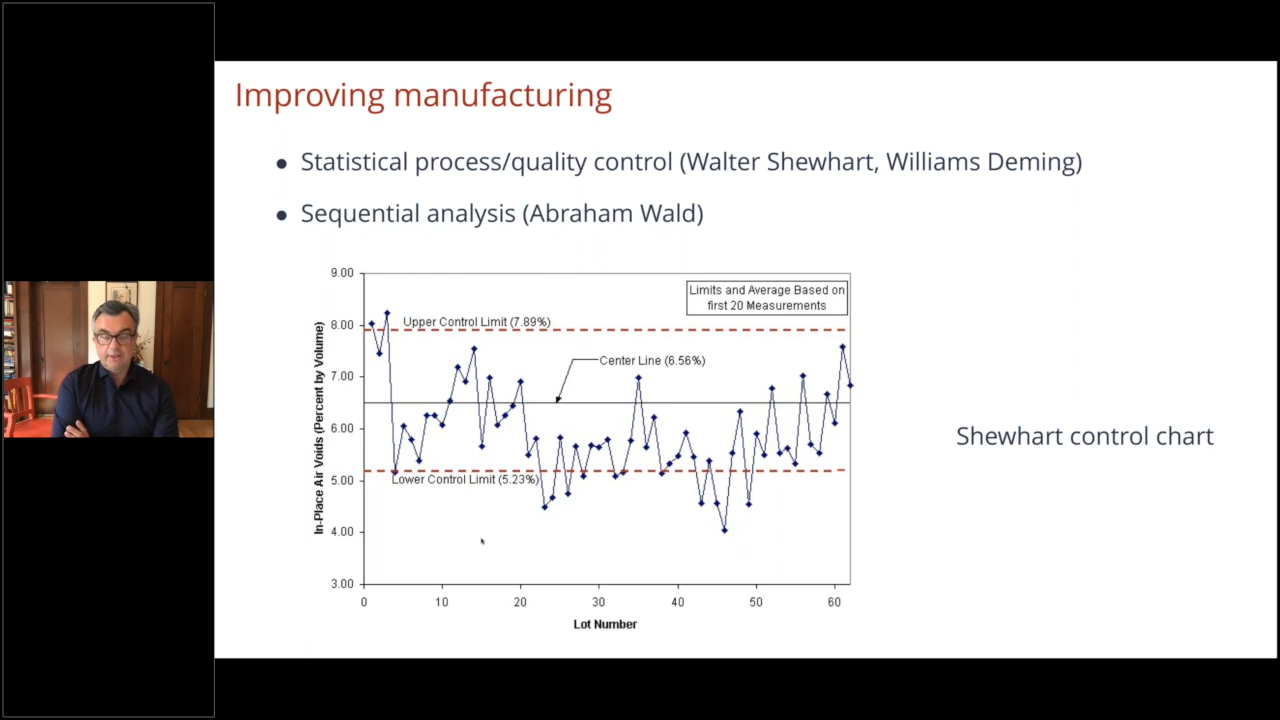 Improving manufacturing
● Statistical process/quality control (Walter Shewhart, Williams Deming)
● Sequential analysis (Abraham Wald)
9.00
8.00
7.00
6.00
5.00
4.00
3.00
In-Place Air Voids (Percent by Volume)
Limits and Average Based on
first 20 Measurements
Upper Control Limit (7.89%)
Center Line (6.56%)
Lower Control Limit (5.23%)
0 10 20 30 40 50 60
Lot Number
Shewhart control chart